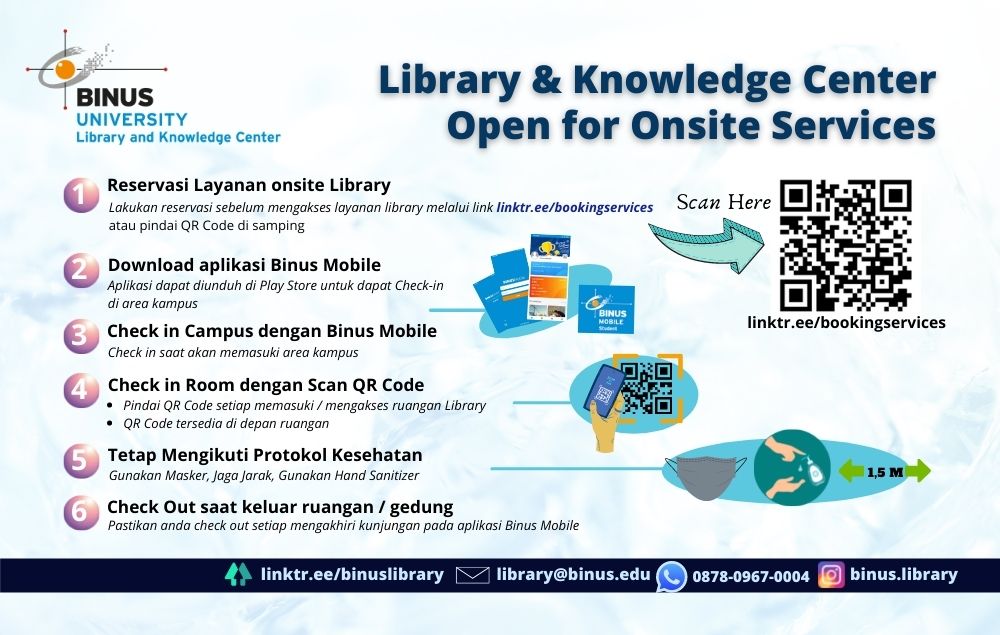 BINUS
UNIVERSITY
Library and Knowledge Center
Library & Knowledge Center
Open for Onsite Services
1 Reservasi Layanan onsite Library
Lakukan reservasi sebelum mengakses layanan library melalui link linktr.ee/bookingservices
atau pindai QR Code di samping
Scan Here
linktr.ee/bookingservices
2 Download aplikasi Binus Mobile
Aplikasi dapat diunduh di Play Store untuk dapat Check-in
di area kampus
BINUS
MOBILE
Student
3 Check in Campus dengan Binus Mobile
Check in saat akan memasuki area kampus
4 Check in Room dengan Scan QR Code
• Pindai QR Code setiap memasuki / mengakses ruangan Library
• QR Code tersedia di depan ruangan
5 Tetap Mengikuti Protokol Kesehatan
Gunakan Masker, Jaga Jarak, Gunakan Hand Sanitizer
1,5 M
6 Check Out saat keluar ruangan / gedung
Pastikan anda check out setiap mengakhiri kunjungan pada aplikasi Binus Mobile
linktr.ee/binuslibrary library@binus.edu 0878-0967-0004 binus.library